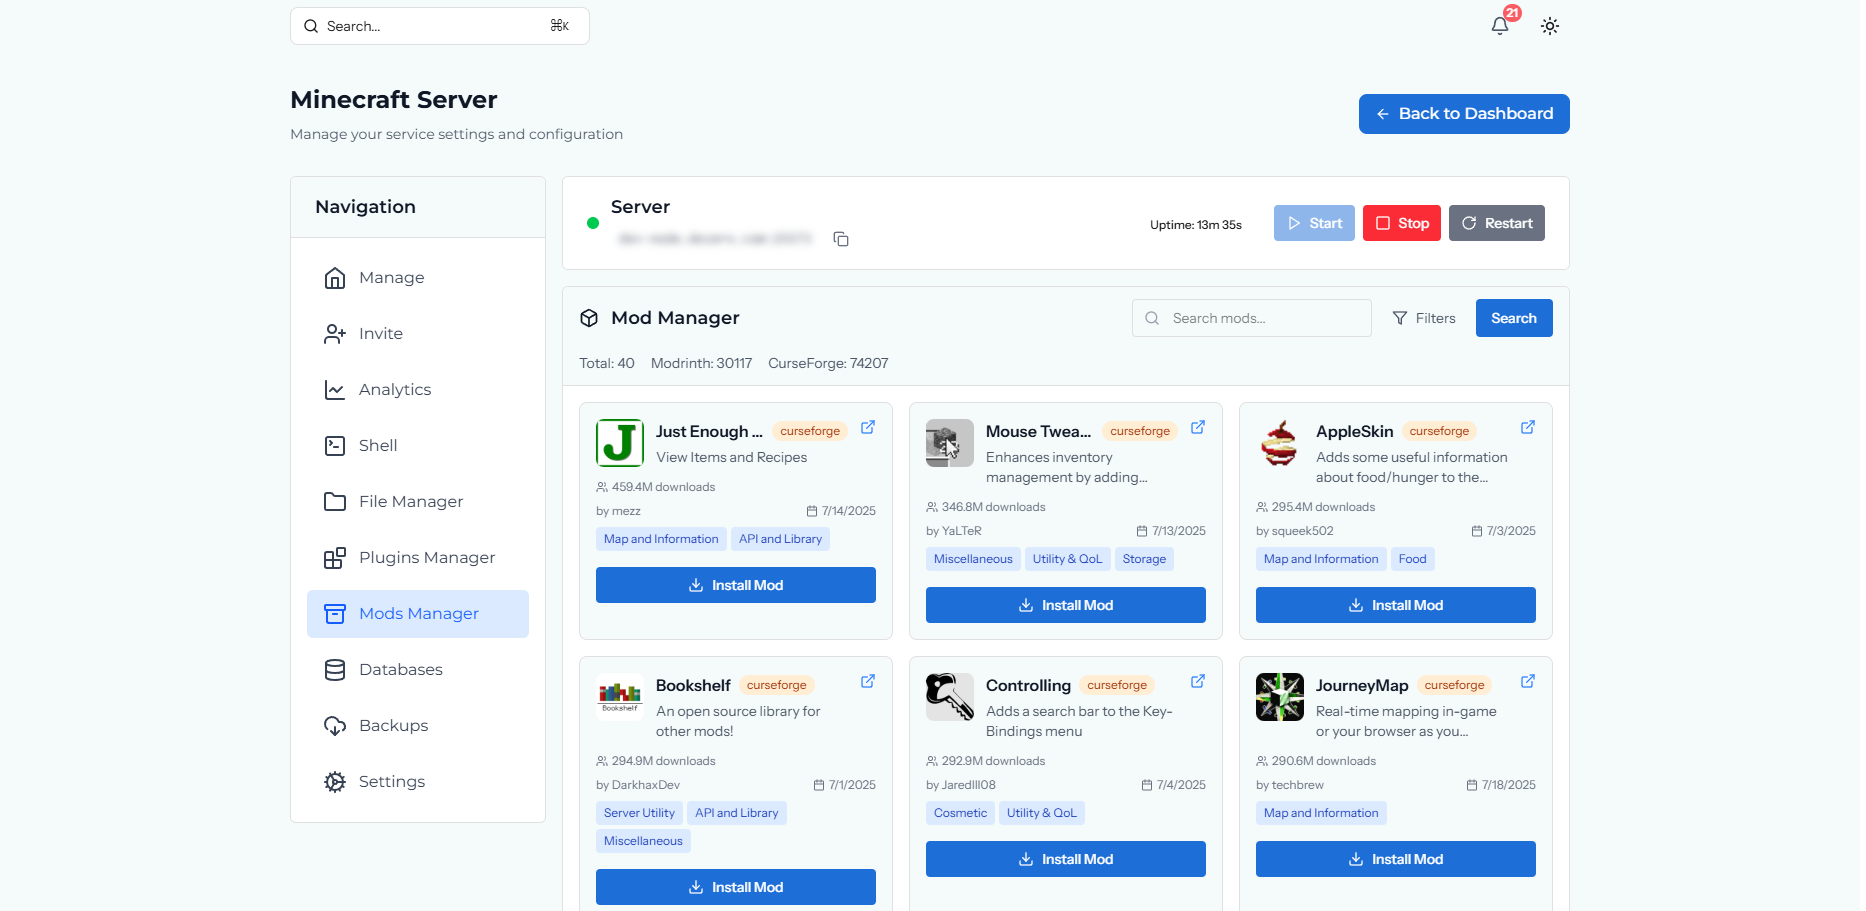 Search...
⌘K
21
Minecraft Server
Manage your service settings and configuration
Back to Dashboard
Navigation
Manage
Invite
Analytics
Shell
File Manager
Plugins Manager
Mods Manager
Databases
Backups
Settings
Server
Uptime: 13m 35s
Start
Stop
Restart
Mod Manager
Search mods...
Filters
Search
Total: 40 Modrinth: 30117 CurseForge: 74207
J
Just Enough ... curseforge
View Items and Recipes
459.4M downloads
by mezz 7/14/2025
Map and Information API and Library
Install Mod
Mouse Twea... curseforge
Enhances inventory
management by adding...
346.8M downloads
by YaLTeR 7/13/2025
Miscellaneous Utility & QoL Storage
Install Mod
AppleSkin curseforge
Adds some useful information
about food/hunger to the...
295.4M downloads
by squeek502 7/3/2025
Map and Information Food
Install Mod
Bookshelf
Bookshelf curseforge
An open source library for
other mods!
294.9M downloads
by DarkhaxDev 7/1/2025
Server Utility API and Library
Miscellaneous
Install Mod
Controlling curseforge
Adds a search bar to the Key-
Bindings menu
292.9M downloads
by Jaredlll08 7/4/2025
Cosmetic Utility & QoL
Install Mod
JourneyMap curseforge
Real-time mapping in-game
or your browser as you...
290.6M downloads
by techbrew 7/18/2025
Map and Information
Install Mod